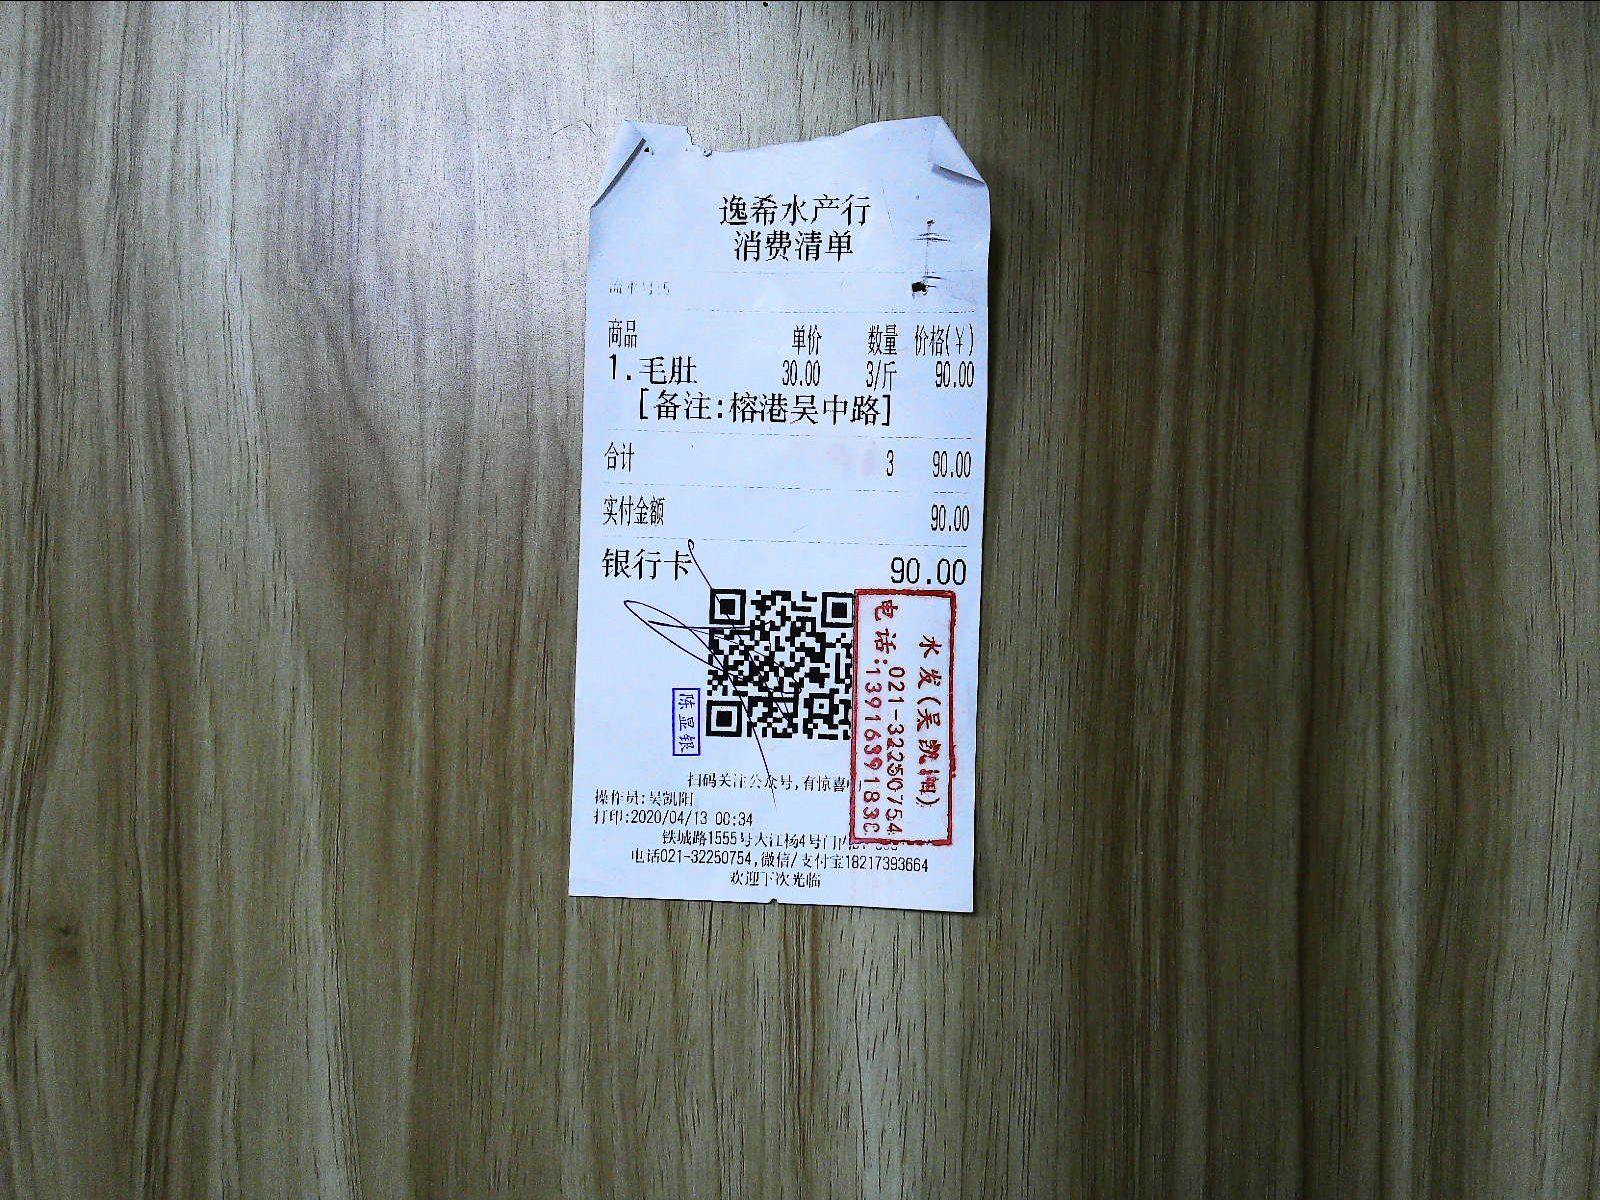 逸希水产行
消费清单
流水号:5
商品 单价 数量 价格(¥)
1.毛肚 30.00 3/斤 90.00
[备注:榕港吴中路]
合计 3 90.00
实付金额 90.00
银行卡 90.00
水发(吴凯阳)
021-32250754
电话:1391639183
陈显银
扫码关注公众号,有惊喜
操作员:吴凯阳
打印:2020/04/13 00:34
铁城路1555号大江杨4号门
电话021-32250754,微信/支付宝18217393664
欢迎下次光临